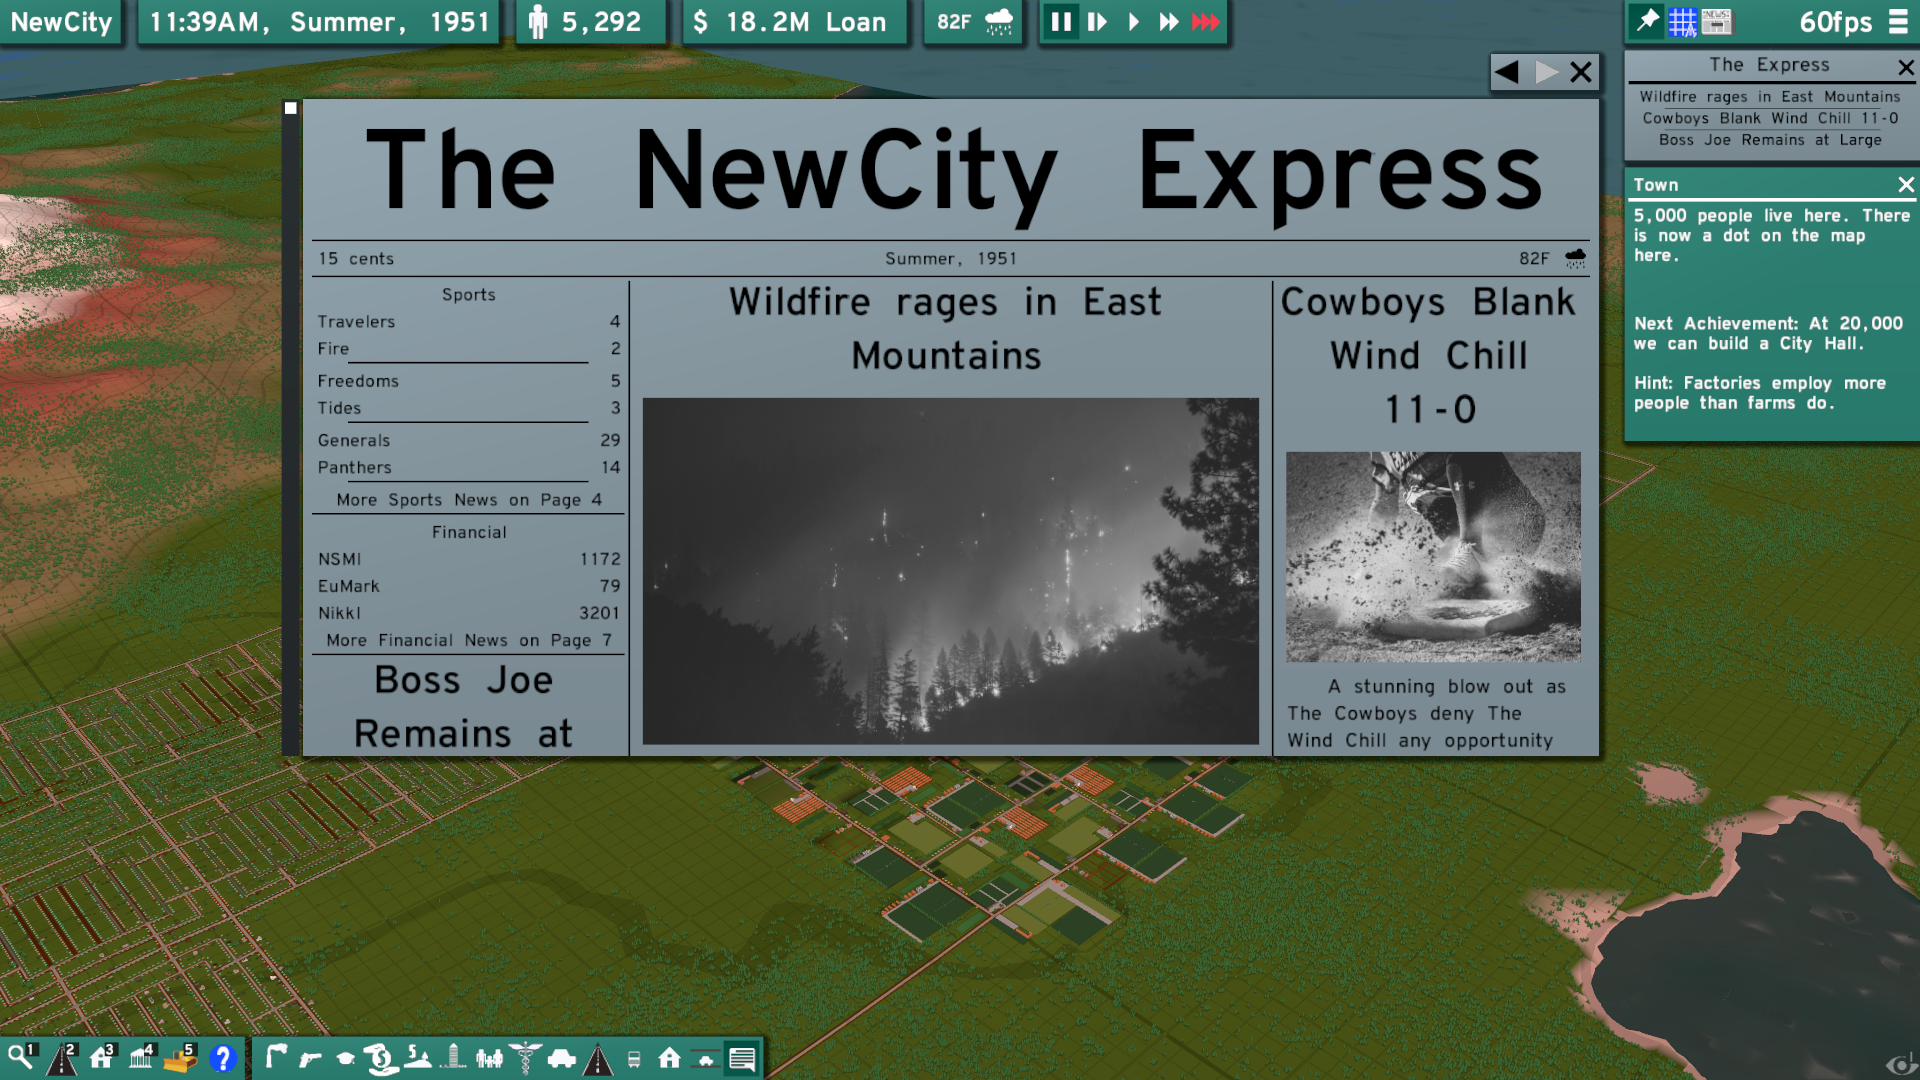 NewCity
11:39AM, Summer, 1951
5,292
$ 18.2M Loan
82F
60fps
The Express
Wildfire rages in East Mountains
Cowboys Blank Wind Chill 11-0
Boss Joe Remains at Large
Town
5,000 people live here. There
is now a dot on the map
here.
Next Achievement: At 20,000
we can build a City Hall.
Hint: Factories employ more
people than farms do.
The NewCity Express
15 cents
Summer, 1951
82F
Sports
Travelers 4
Fire 2
Freedoms 5
Tides 3
Generals 29
Panthers 14
More Sports News on Page 4
Financial
NSMI 1172
EuMark 79
NikkI 3201
More Financial News on Page 7
Boss Joe
Remains at
Wildfire rages in East
Mountains
Cowboys Blank
Wind Chill
11-0
A stunning blow out as
The Cowboys deny The
Wind Chill any opportunity
1
2
3
4
5
?